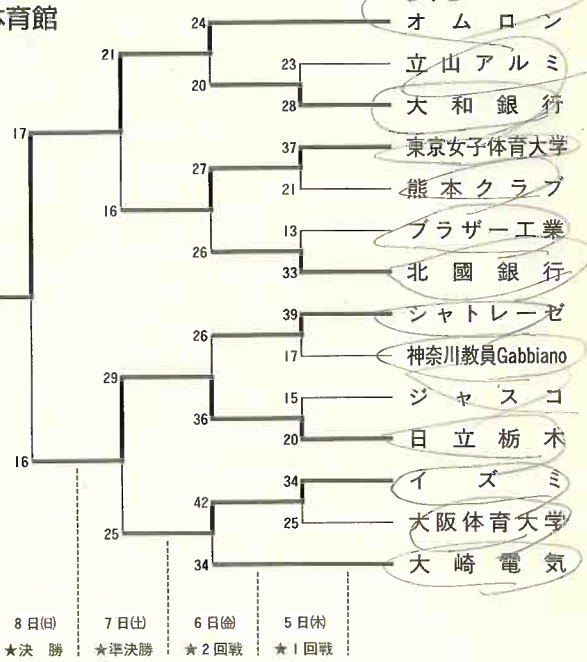 体育館
24 オムロン
23 立山アルミ
21
20
28 大和銀行
17
37 東京女子体育大学
27
21 熊本クラブ
16
13 ブラザー工業
26
33 北國銀行
39 シャトレーゼ
26
17 神奈川教員Gabbiano
29
15 ジャスコ
36
20 日立栃木
16
34 イズミ
42
25 大阪体育大学
25
34 大崎電気
8日(日) 7日(土) 6日(金) 5日(木)
★決勝 ★準決勝 ★2回戦 ★1回戦